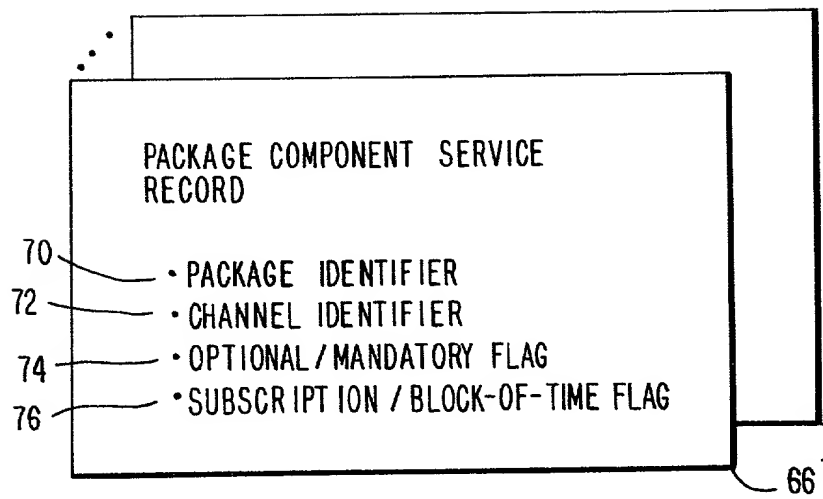 PACKAGE COMPONENT SERVICE
RECORD
70 • PACKAGE IDENTIFIER
72 • CHANNEL IDENTIFIER
74 • OPTIONAL/MANDATORY FLAG
76 • SUBSCRIPTION/BLOCK-OF-TIME FLAG
66